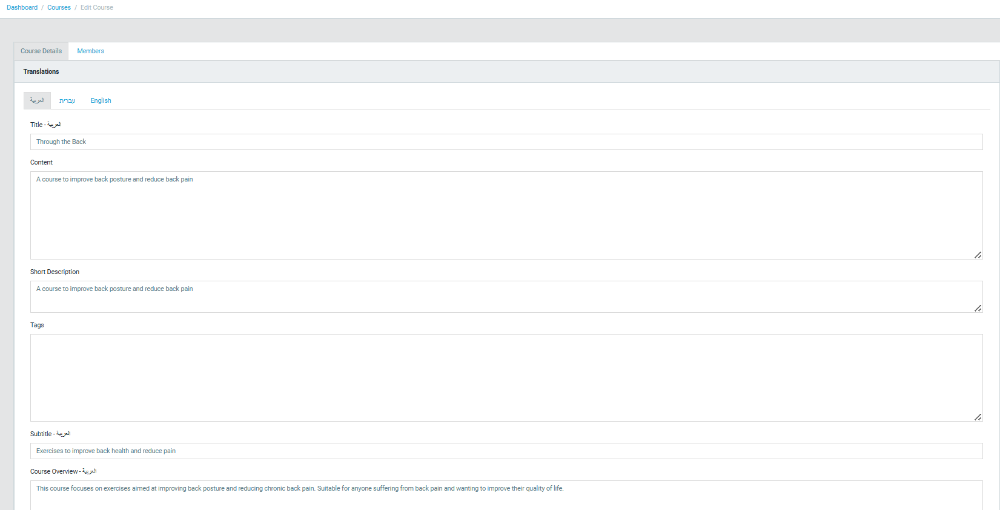 Dashboard / Courses / Edit Course
Course Details Members
Translations
العربية עברית English
Title - العربية
Through the Back
Content
A course to improve back posture and reduce back pain
Short Description
A course to improve back posture and reduce back pain
Tags
Subtitle - العربية
Exercises to improve back health and reduce pain
Course Overview - العربية
This course focuses on exercises aimed at improving back posture and reducing chronic back pain. Suitable for anyone suffering from back pain and wanting to improve their quality of life.